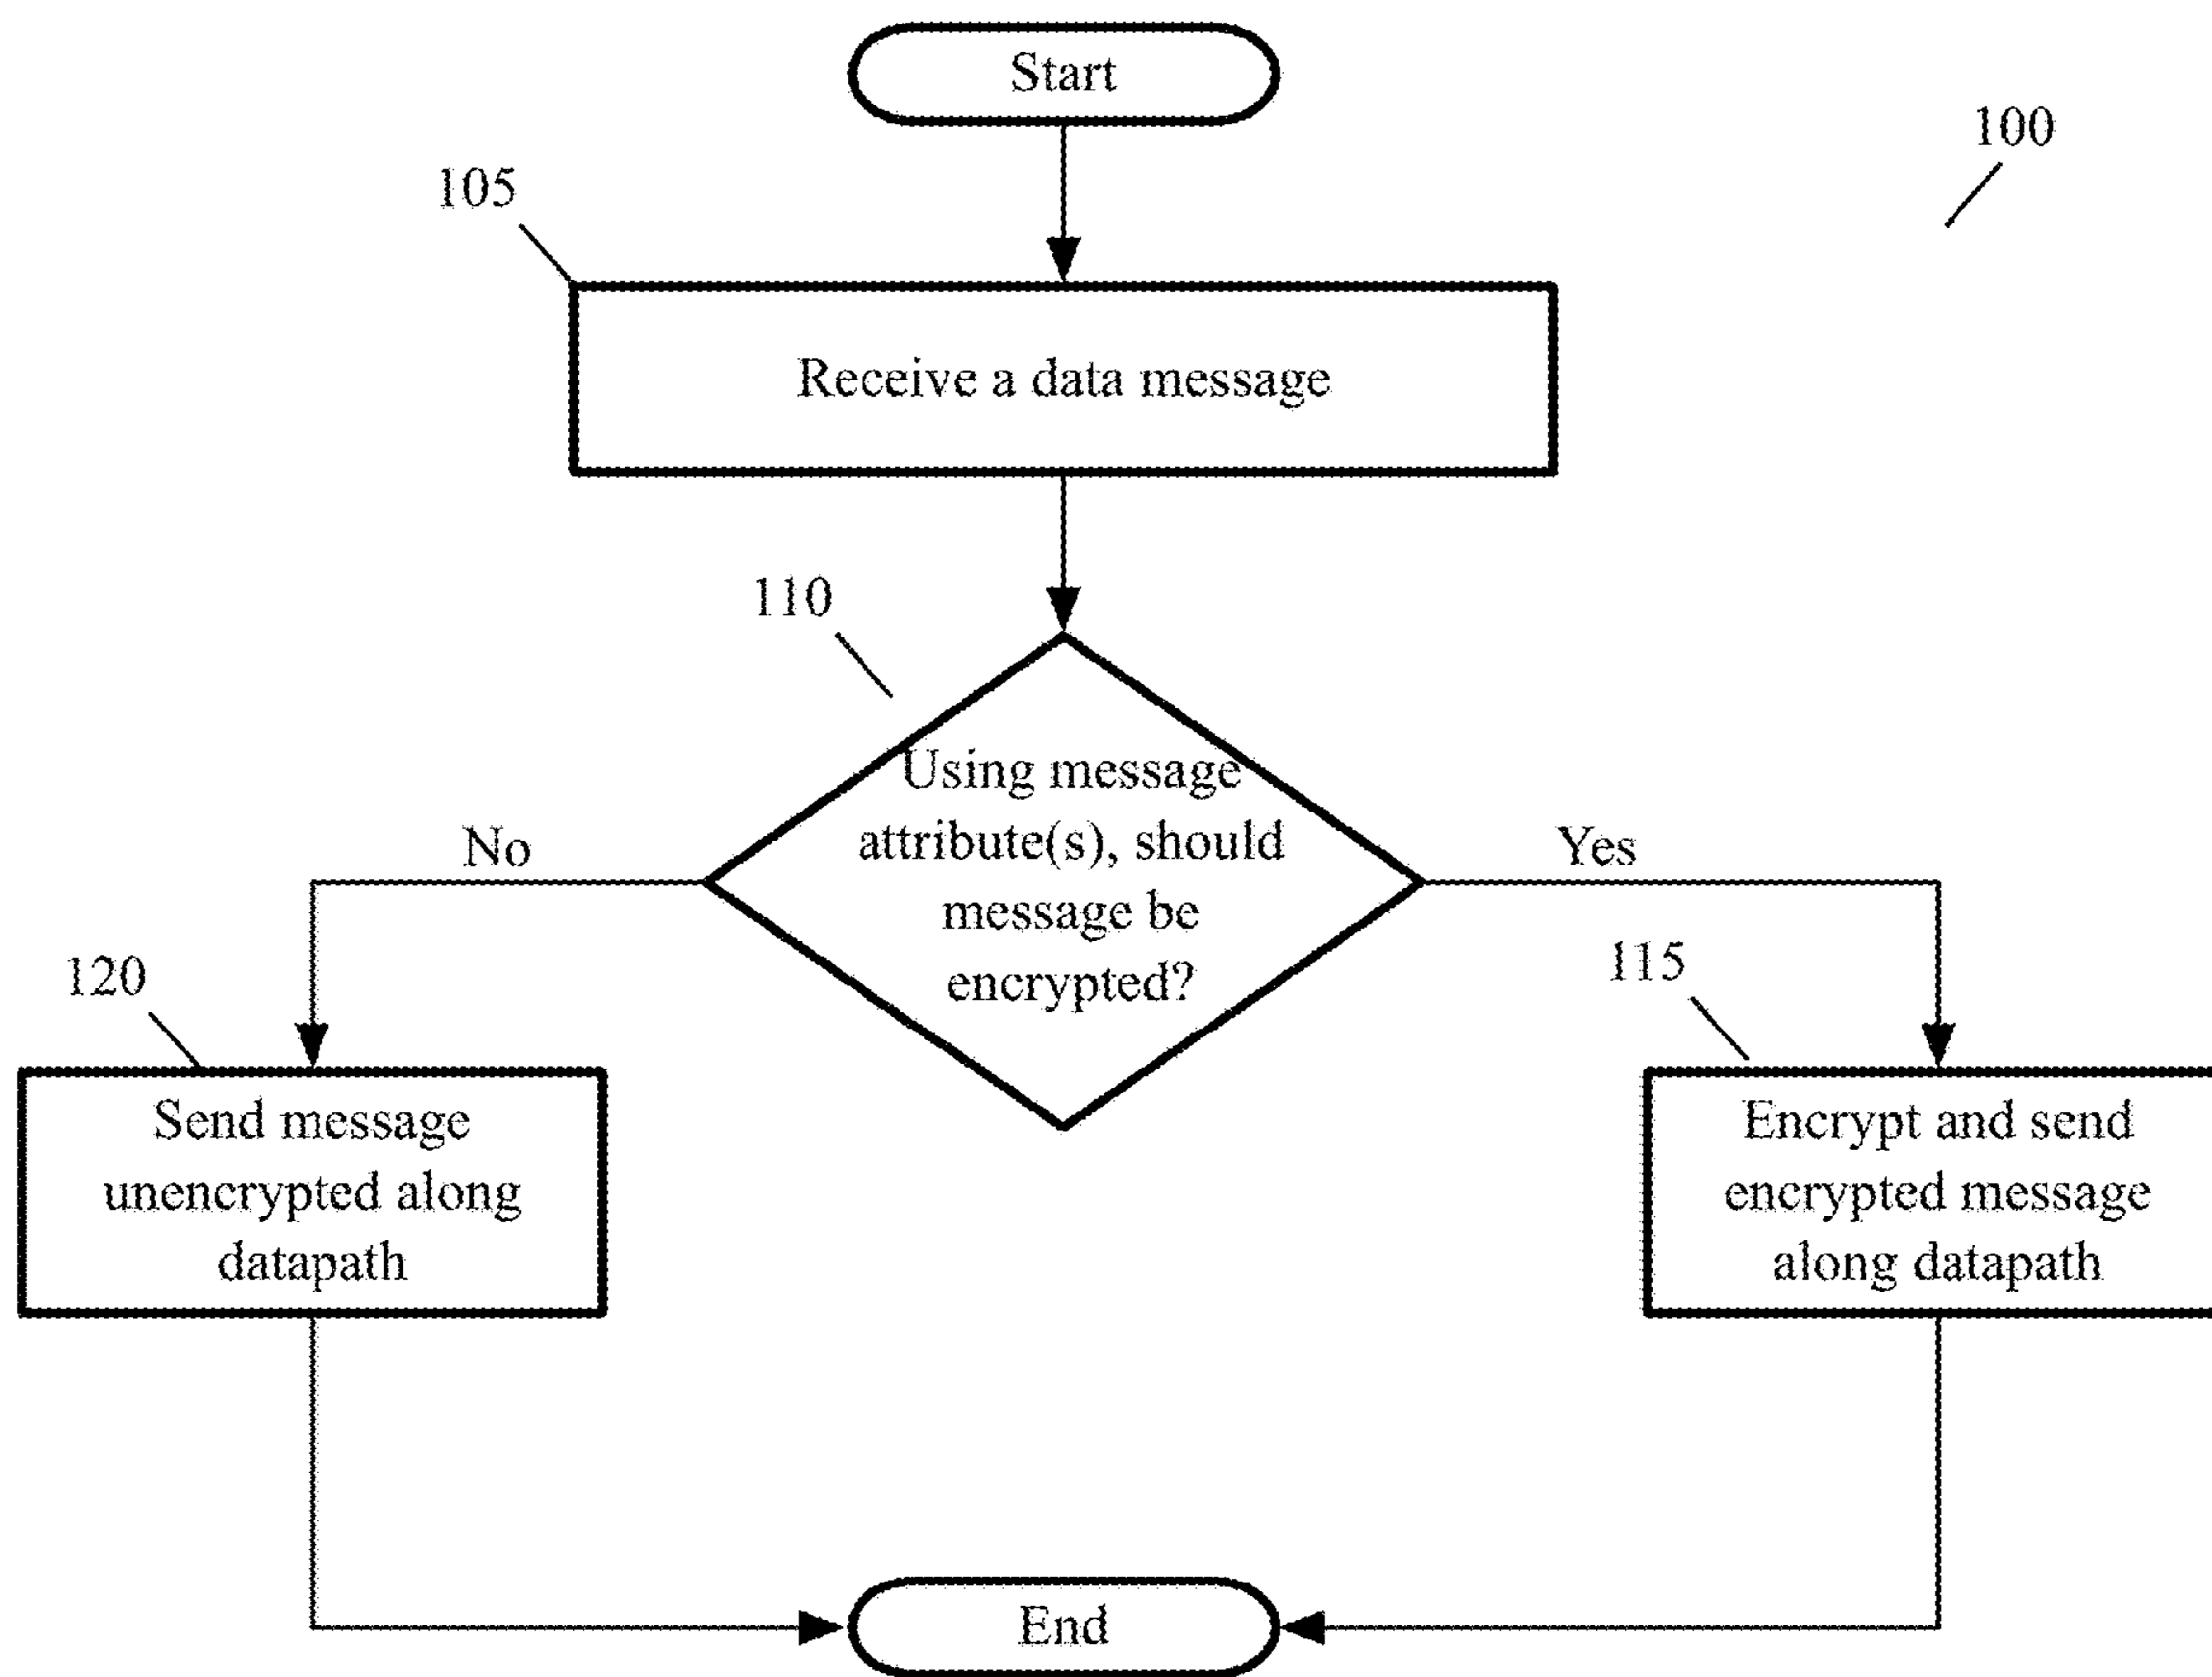 Start
100
105
Receive a data message
110
Using message
attribute(s), should
message be
encrypted?
No
Yes
120
115
Send message
unencrypted along
datapath
Encrypt and send
encrypted message
along datapath
End